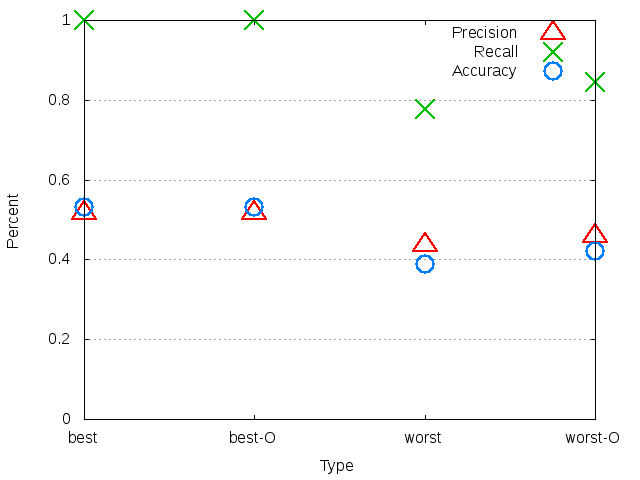 1
0.8
0.6
0.4
0.2
0
Percent
Precision
Recall
Accuracy
best
best-O
worst
worst-O
Type